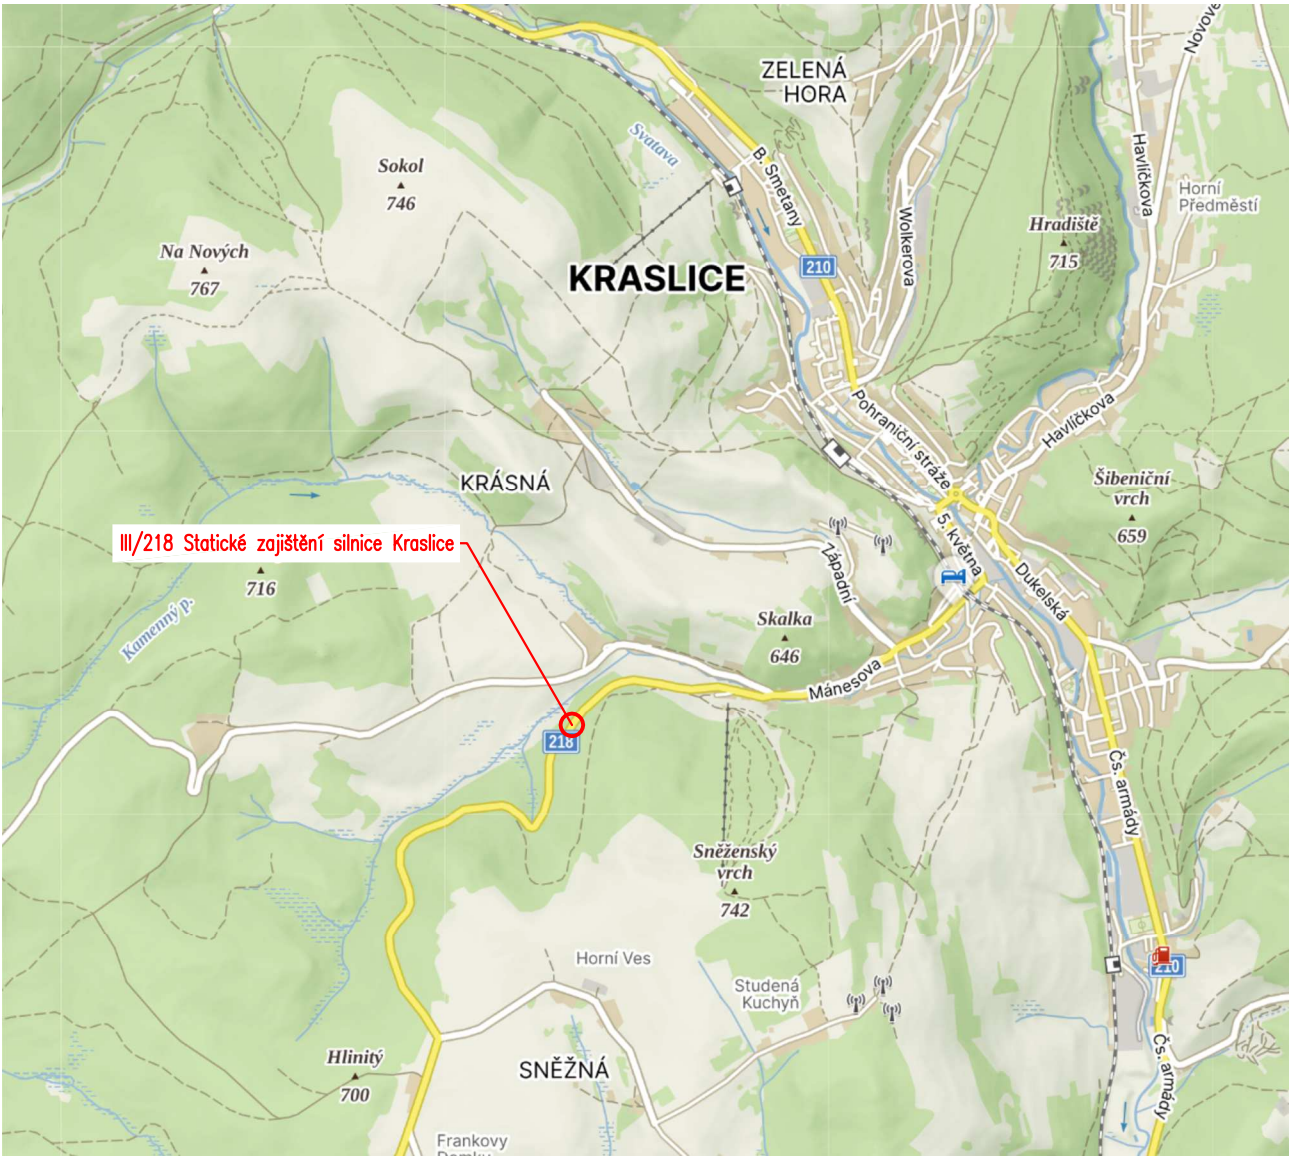 Novové
ZELENÁ
HORA
Svatava
Sokol
746
B. Smetany
Havlíčkova
Horní
Předměstí
Wolkerova
Hradiště
715
Na Nových
767
KRASLICE
210
Pohraniční stráže
Havlíčkova
KRÁSNÁ
Šibeniční
vrch
659
III/218 Statické zajištění silnice Kraslice
716
5. května
Západní
Dukelská
Kamenný p.
Skalka
646
Mánesova
218
Čs. armády
Sněženský
vrch
742
Horní Ves
210
Studená
Kuchyň
Hlinitý
700
SNĚŽNÁ
Čs. armády
Frankovy